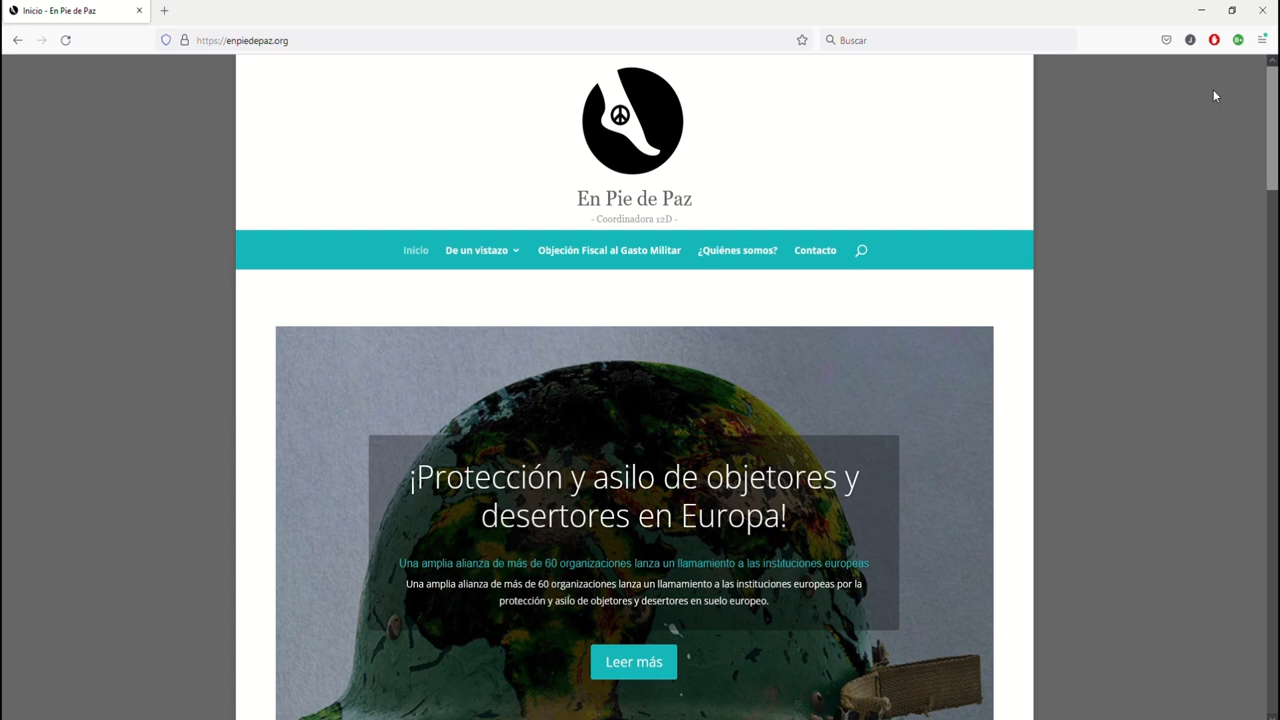 Inicio - En Pie de Paz
https://enpiedepaz.org
Buscar
En Pie de Paz
- Coordinadora 12D -
Inicio De un vistazo Objeción Fiscal al Gasto Militar ¿Quiénes somos? Contacto
¡Protección y asilo de objetores y
desertores en Europa!
Una amplia alianza de más de 60 organizaciones lanza un llamamiento a las instituciones europeas
Una amplia alianza de más de 60 organizaciones lanza un llamamiento a las instituciones europeas por la
protección y asilo de objetores y desertores en suelo europeo.
Leer más